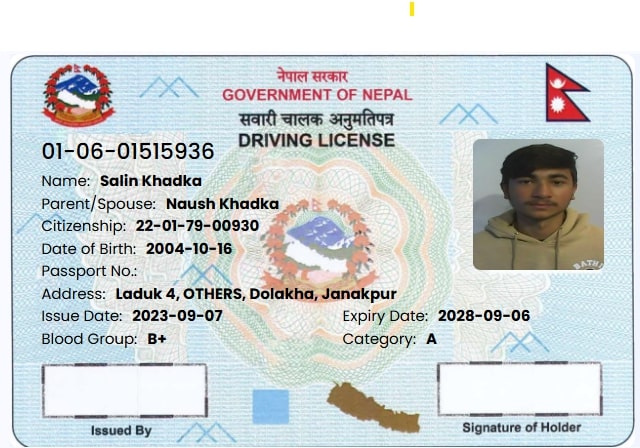 नेपाल सरकार
GOVERNMENT OF NEPAL
सवारी चालक अनुमतिपत्र
DRIVING LICENSE
01-06-01515936
Name: Salin Khadka
Parent/Spouse: Naush Khadka
Citizenship: 22-01-79-00930
Date of Birth: 2004-10-16
Passport No.:
Address: Laduk 4, OTHERS, Dolakha, Janakpur
Issue Date: 2023-09-07 Expiry Date: 2028-09-06
Blood Group: B+ Category: A
Issued By Signature of Holder